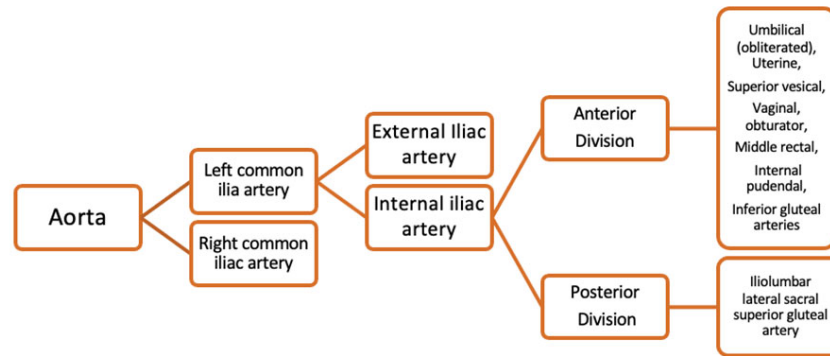 Aorta
Left common
ilia artery
Right common
iliac artery
External Iliac
artery
Internal iliac
artery
Anterior
Division
Posterior
Division
Umbilical
(obliterated),
Uterine,
Superior vesical,
Vaginal,
obturator,
Middle rectal,
Internal
pudendal,
Inferior gluteal
arteries
Iliolumbar
lateral sacral
superior gluteal
artery